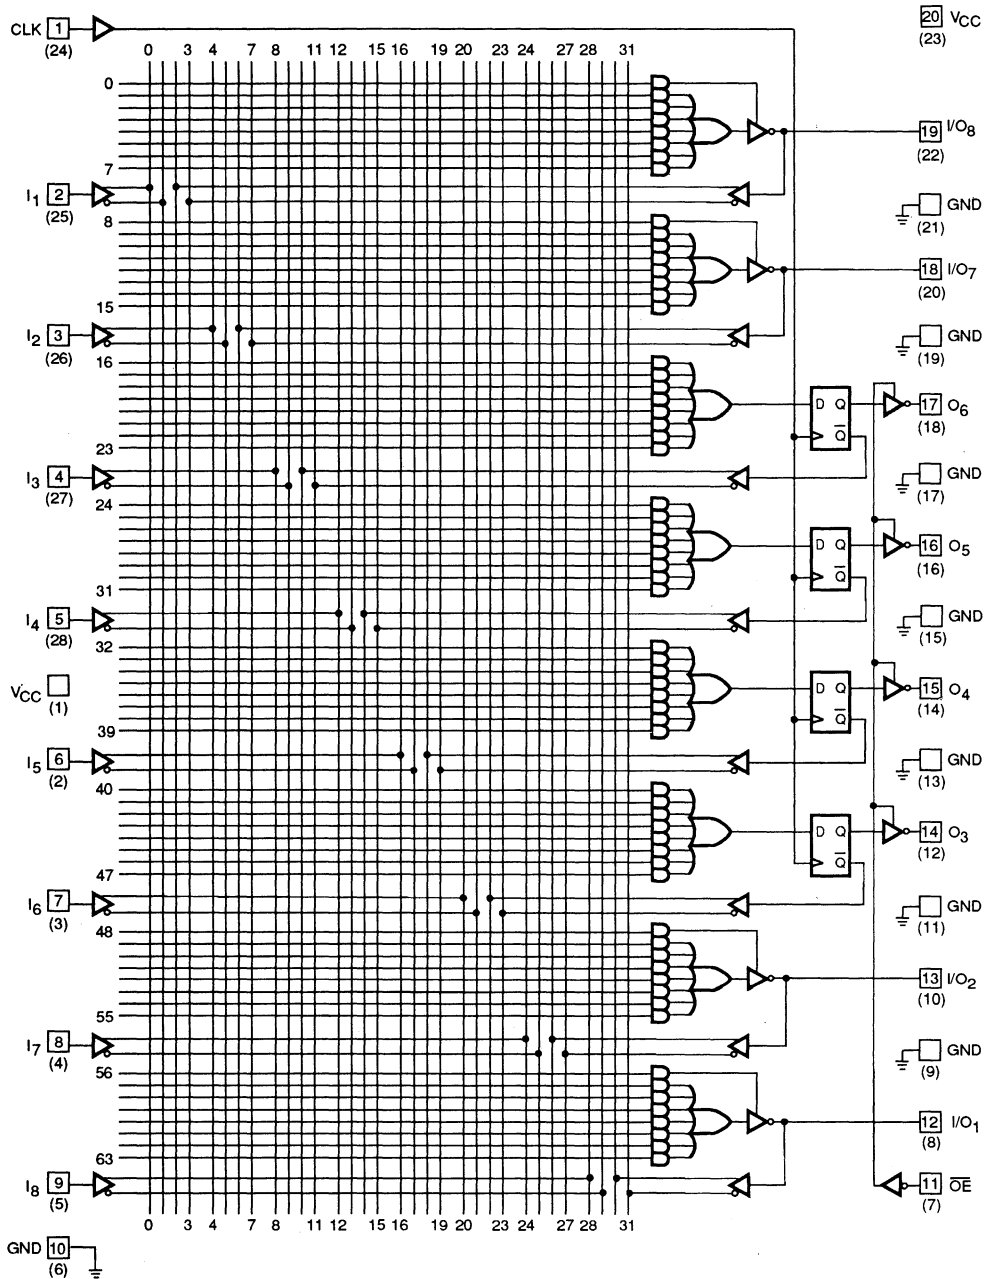 CLK 1 (24)
20 VCC (23)
0 3 4 7 8 11 12 15 16 19 20 23 24 27 28 31
0
19 I/O8 (22)
7
I1 2 (25)
GND (21)
8
18 I/O7 (20)
15
I2 3 (26)
GND (19)
16
D Q
17 O6 (18)
Q
23
I3 4 (27)
GND (17)
24
D Q
16 O5 (16)
Q
31
I4 5 (28)
GND (15)
32
VCC (1)
D Q
15 O4 (14)
Q
39
I5 6 (2)
GND (13)
40
D Q
14 O3 (12)
Q
47
I6 7 (3)
GND (11)
48
13 I/O2 (10)
55
I7 8 (4)
GND (9)
56
12 I/O1 (8)
63
I8 9 (5)
11 OE (7)
0 3 4 7 8 11 12 15 16 19 20 23 24 27 28 31
GND 10 (6)